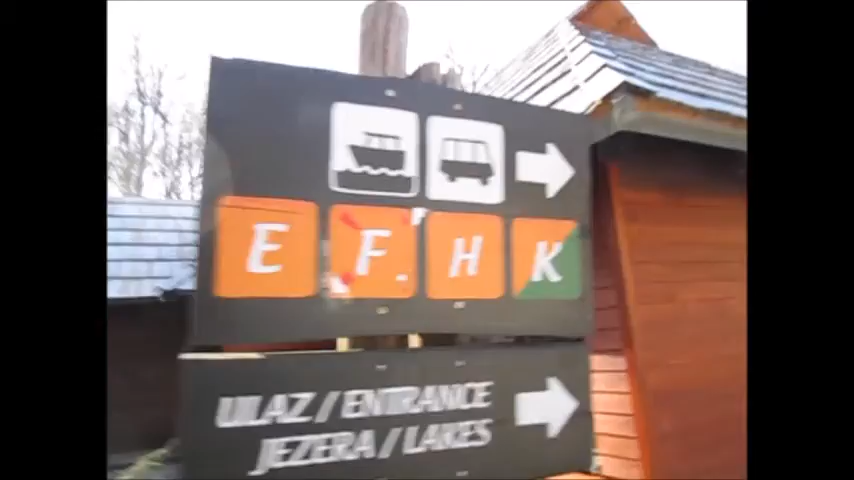 E F H K
ULAZ / ENTRANCE
JEZERA / LAKES